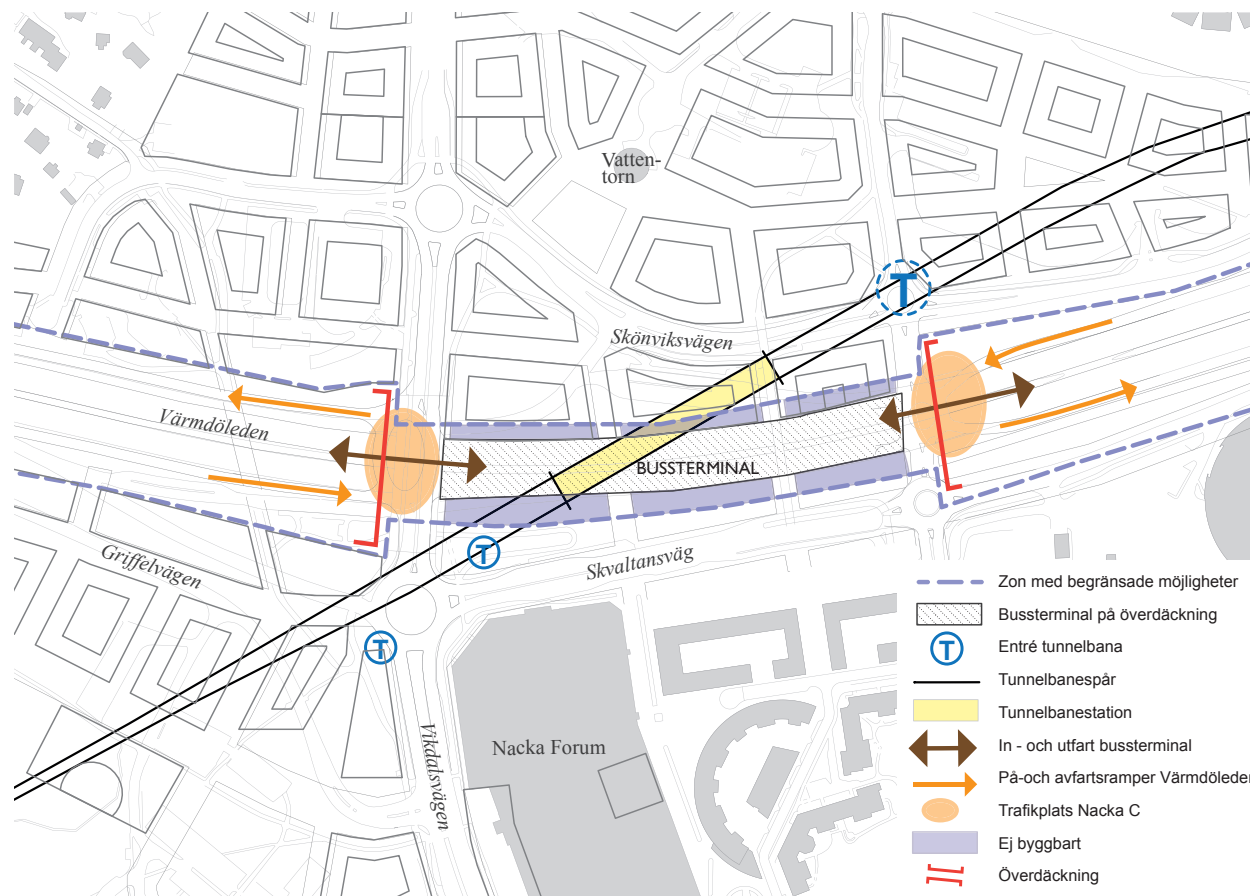 Vatten-
torn
T
Skönviksvägen
Värmdöleden
BUSSTERMINAL
Griffelvägen
Skvaltansväg
T
T
Vikdalsvägen
Nacka Forum
Zon med begränsade möjligheter
Bussterminal på överdäckning
T
Entré tunnelbana
Tunnelbanespår
Tunnelbanestation
In - och utfart bussterminal
På-och avfartsramper Värmdöleder
Trafikplats Nacka C
Ej byggbart
Överdäckning